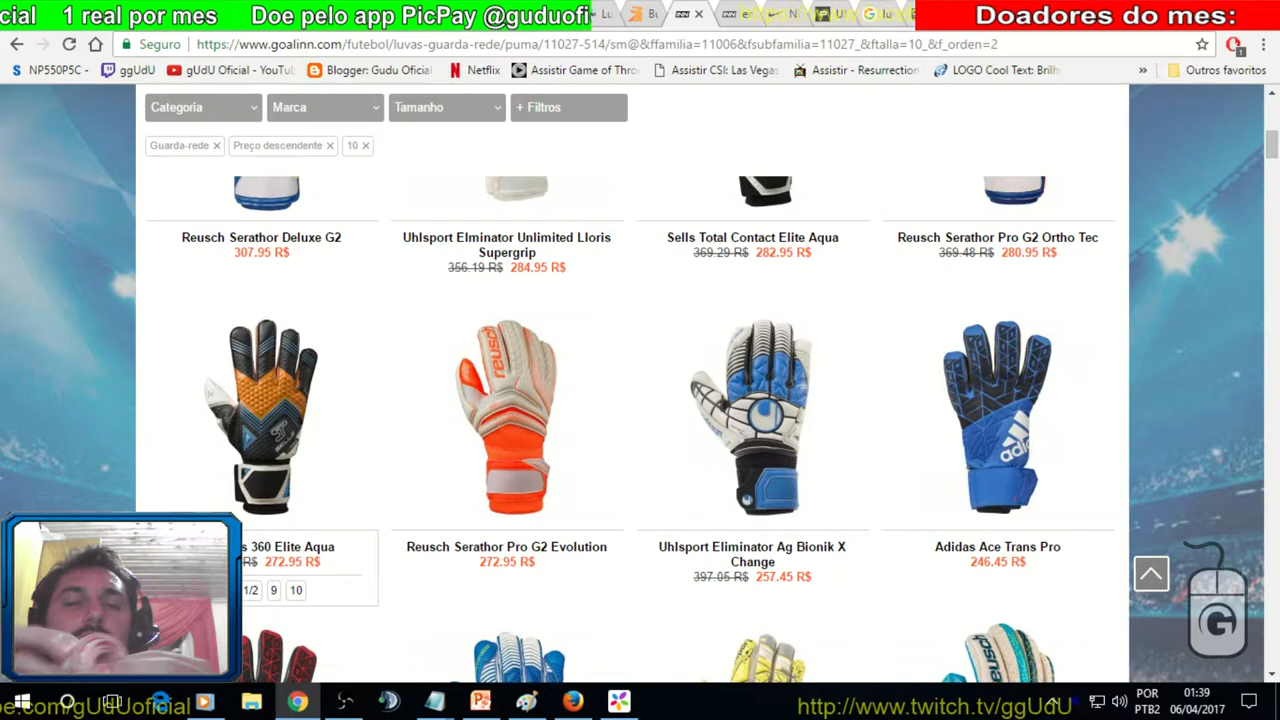 cial 1 real por mes Doe pelo app PicPay @guduofi
Doadores do mes:
Seguro https://www.goalinn.com/futebol/luvas-guarda-rede/puma/11027-514/sm@&ffamilia=11006&fsubfamilia=11027_&ftalla=10_&f_orden=2
NP550P5C - ggUdU gUdU Oficial - YouTu Blogger: Gudu Oficial Netflix Assistir Game of Thro Assistir CSI: Las Vegas Assistir - Resurrection LOGO Cool Text: Brilh » Outros favoritos
Categoria Marca Tamanho + Filtros
Guarda-rede × Preço descendente × 10 ×
Reusch Serathor Deluxe G2
307.95 R$
Uhlsport Elminator Unlimited Lloris
Supergrip
356.19 R$ 284.95 R$
Sells Total Contact Elite Aqua
369.29 R$ 282.95 R$
Reusch Serathor Pro G2 Ortho Tec
369.48 R$ 280.95 R$
reusch
adidas
s 360 Elite Aqua
R$ 272.95 R$
1/2 9 10
Reusch Serathor Pro G2 Evolution
272.95 R$
Uhlsport Eliminator Ag Bionik X
Change
397.05 R$ 257.45 R$
Adidas Ace Trans Pro
246.45 R$
G
reusch
be.com/gUdUoficial
http://www.twitch.tv/ggUdU
POR
PTB2
01:39
06/04/2017